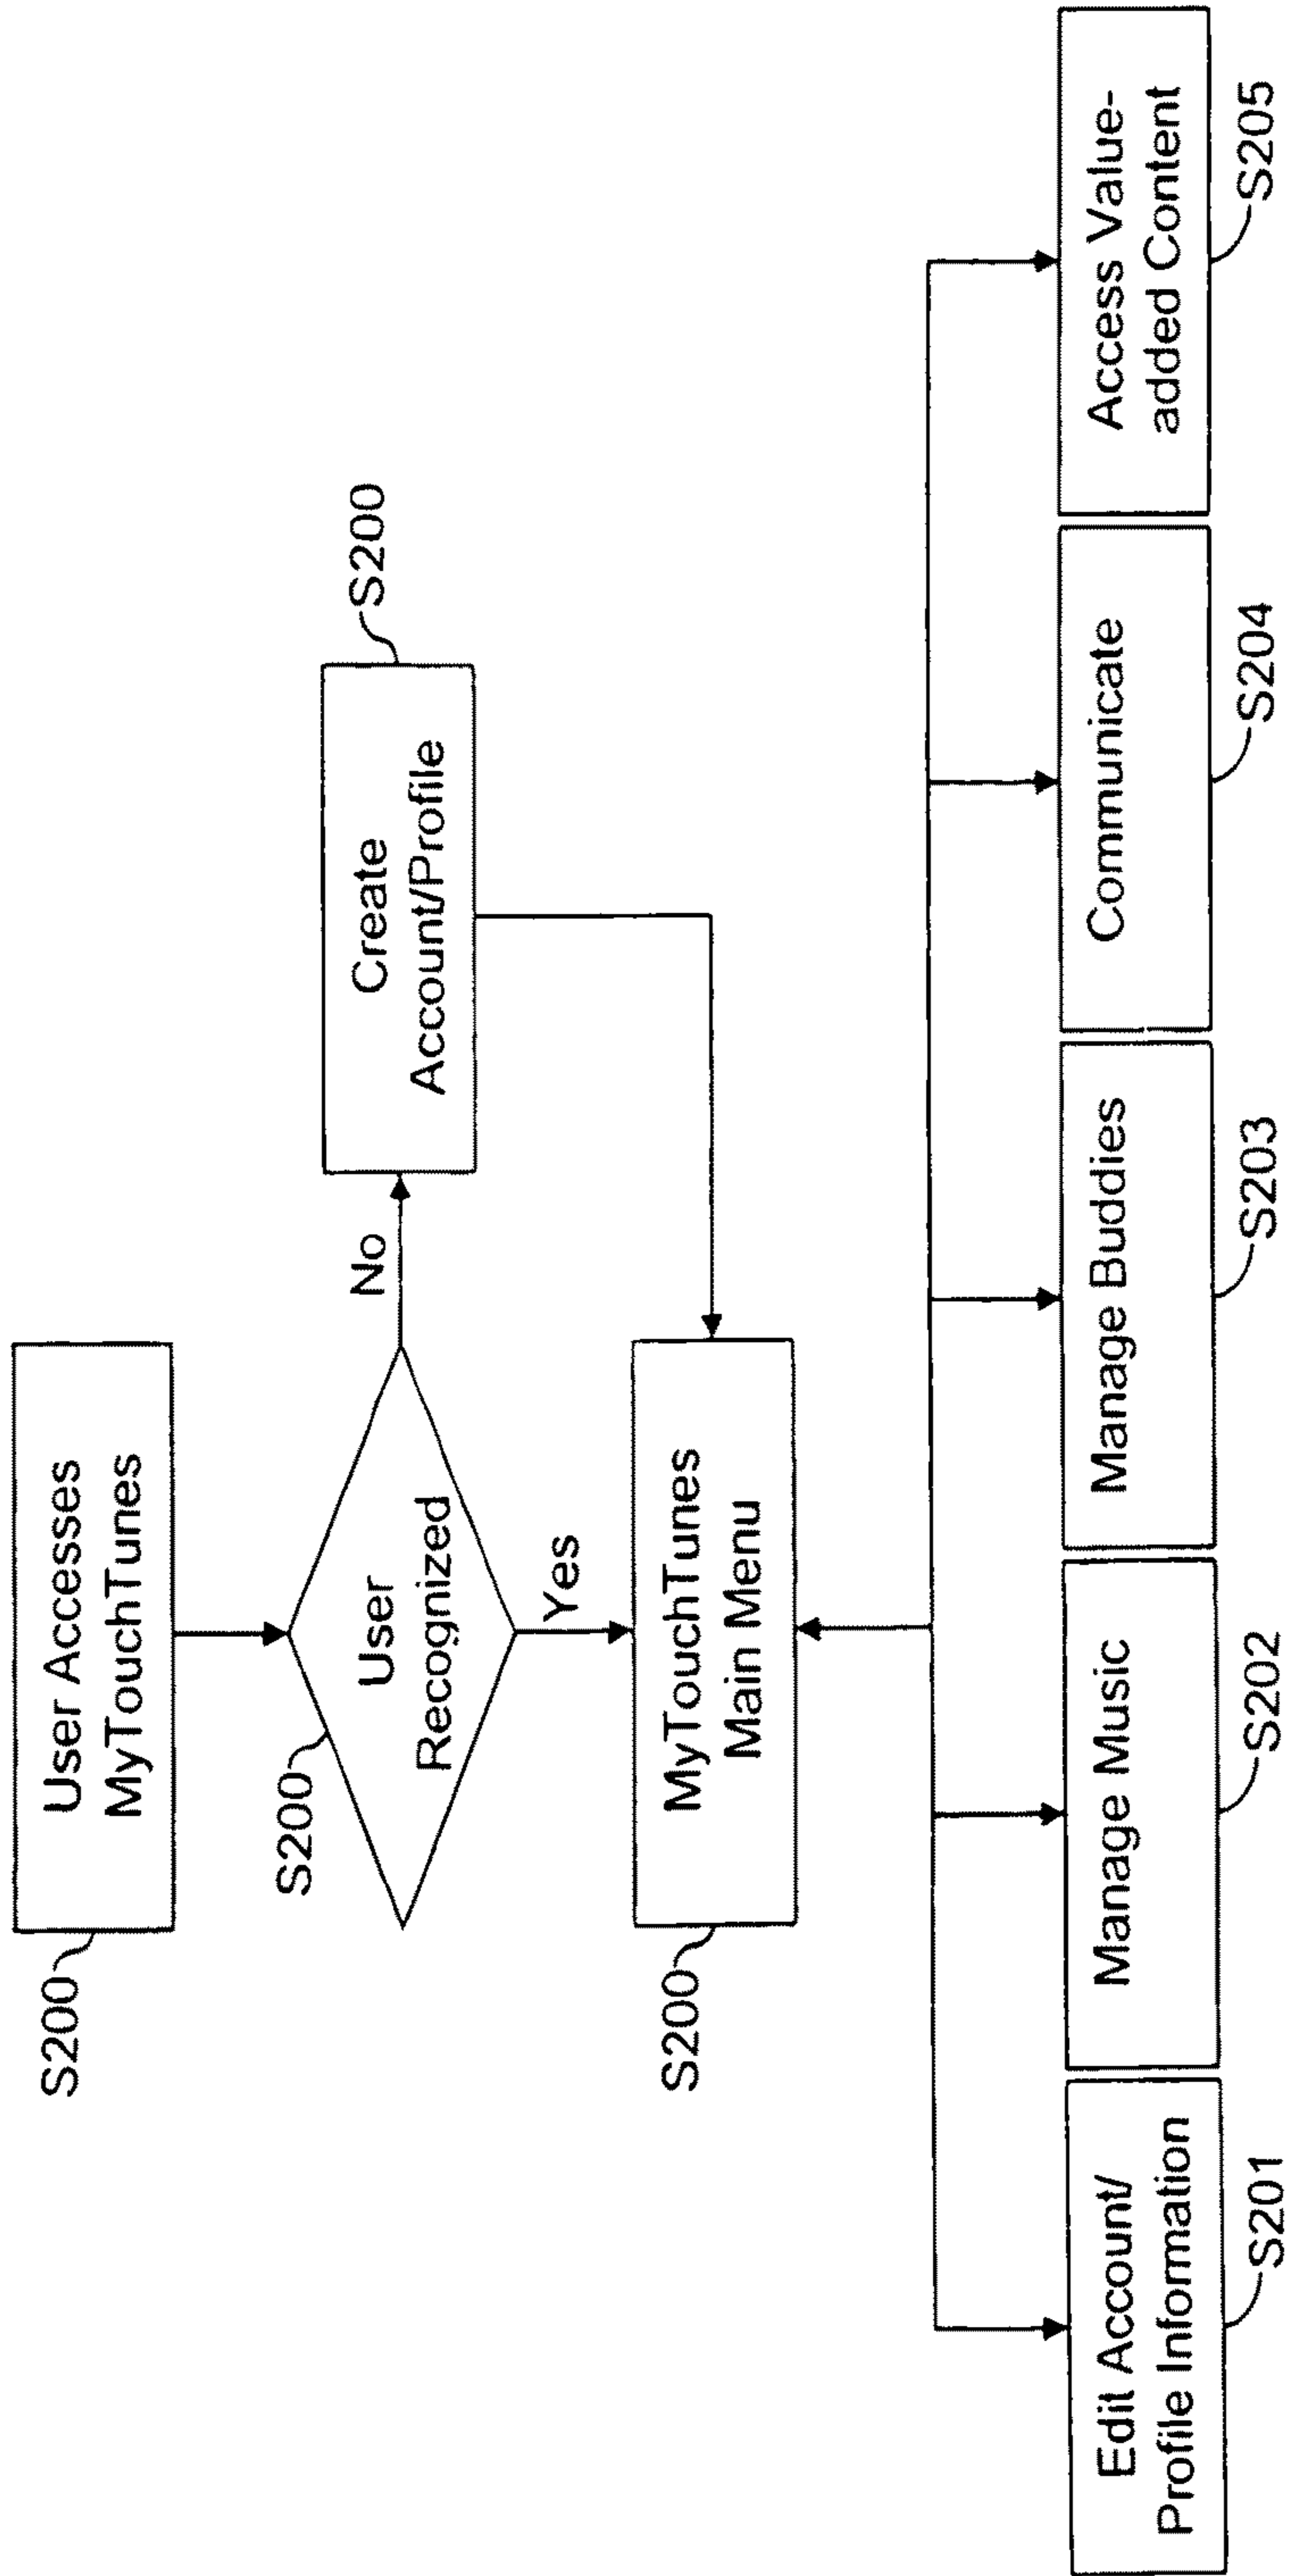 User Accesses
MyTouchTunes
S200
User
Recognized
S200
No
Create
Account/Profile
S200
Yes
MyTouchTunes
Main Menu
S200
Edit Account/
Profile Information
S201
Manage Music
S202
Manage Buddies
S203
Communicate
S204
Access Value-
added Content
S205